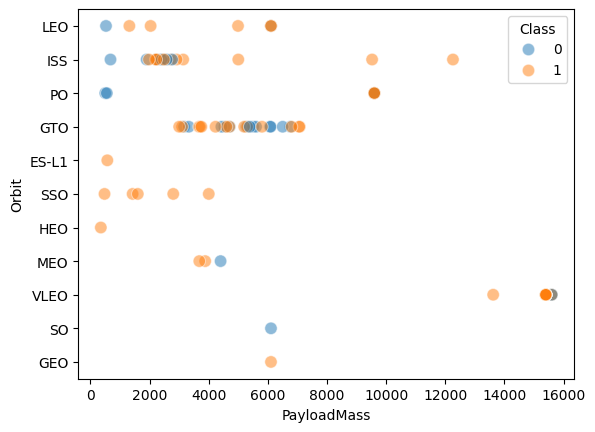 LEO
ISS
PO
GTO
ES-L1
SSO
HEO
MEO
VLEO
SO
GEO
Orbit
Class
0
1
0 2000 4000 6000 8000 10000 12000 14000 16000
PayloadMass